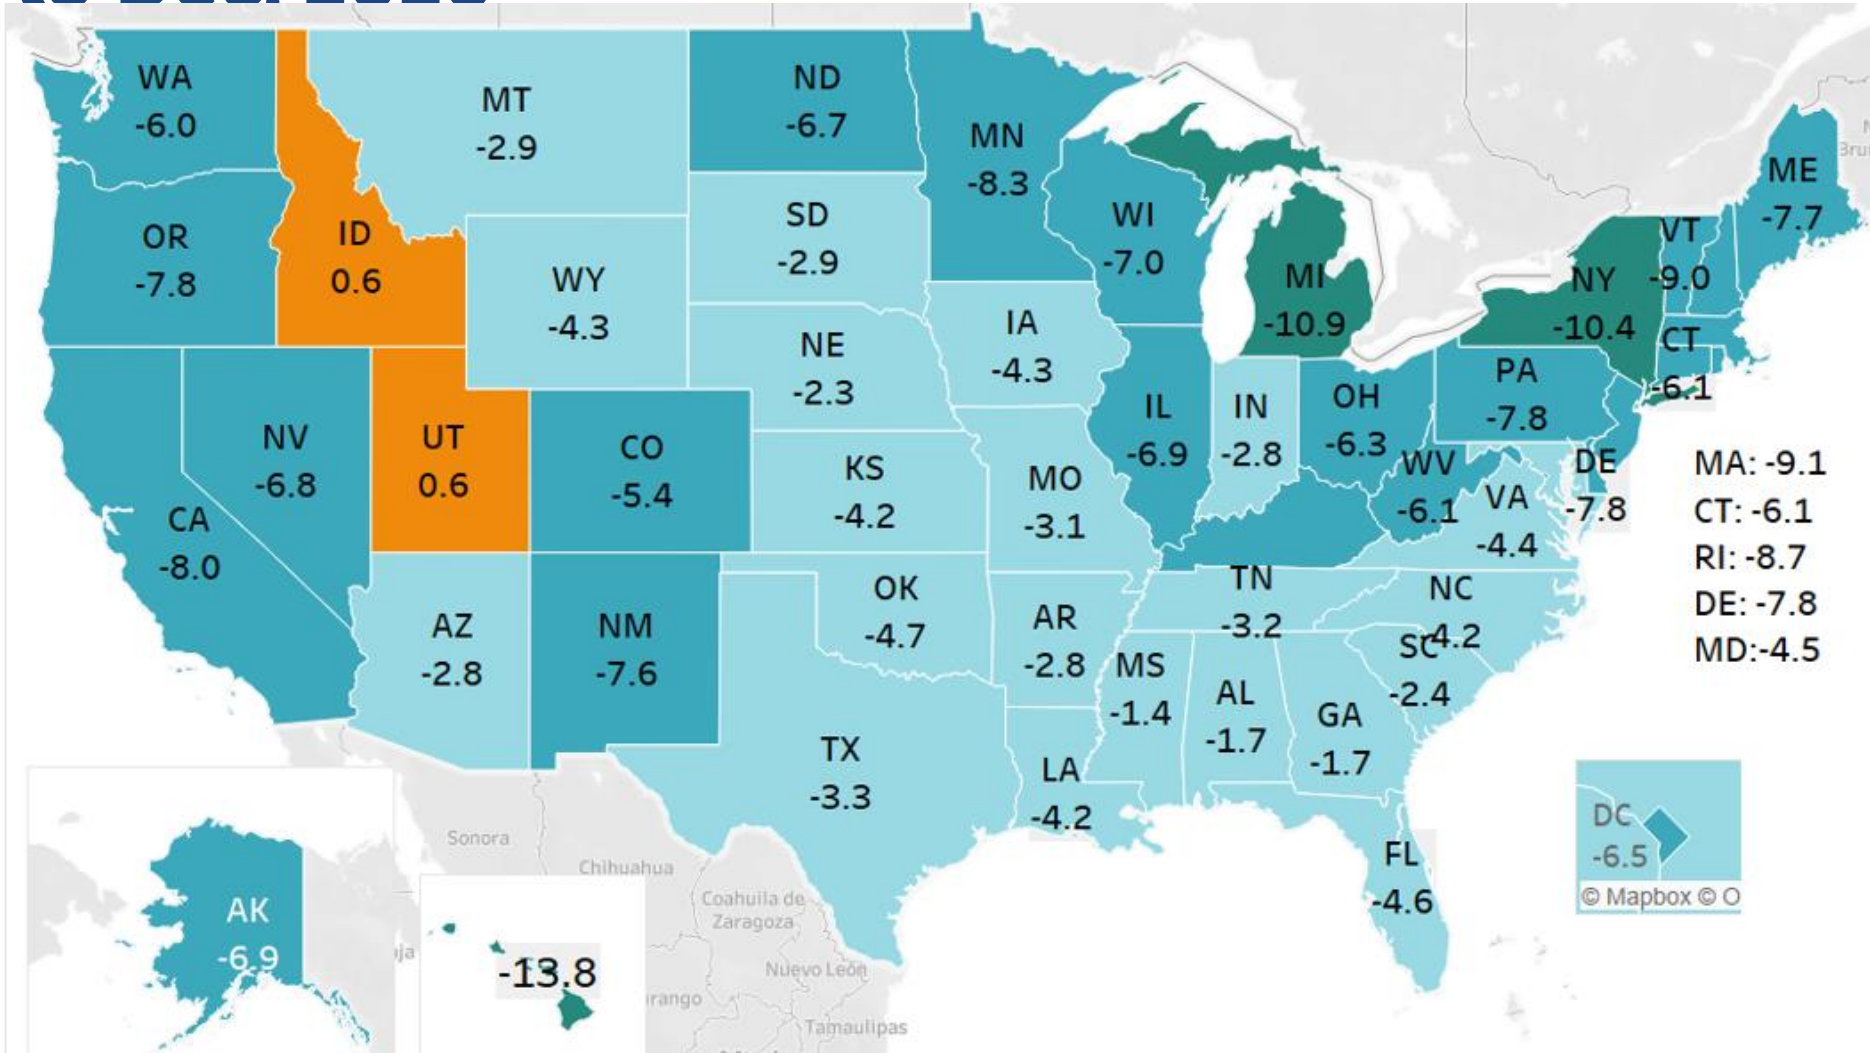 WA
-6.0
MT
-2.9
ND
-6.7
MN
-8.3
ME
-7.7
OR
-7.8
ID
0.6
SD
-2.9
WI
-7.0
VT
-9.0
WY
-4.3
MI
-10.9
NY
-10.4
NE
-2.3
IA
-4.3
CT
-6.1
PA
-7.8
NV
-6.8
UT
0.6
CO
-5.4
IL
-6.9
IN
-2.8
OH
-6.3
KS
-4.2
MO
-3.1
WV
-6.1
VA
-4.4
DE
-7.8
CA
-8.0
MA: -9.1
CT: -6.1
RI: -8.7
DE: -7.8
MD:-4.5
AZ
-2.8
NM
-7.6
OK
-4.7
AR
-2.8
TN
-3.2
NC
-4.2
SC
-2.4
MS
-1.4
AL
-1.7
GA
-1.7
TX
-3.3
LA
-4.2
FL
-4.6
DC
-6.5
© Mapbox © O
AK
-6.9
-13.8
Sonora
Chihuahua
Coahuila de
Zaragoza
Nuevo León
Tamaulipas